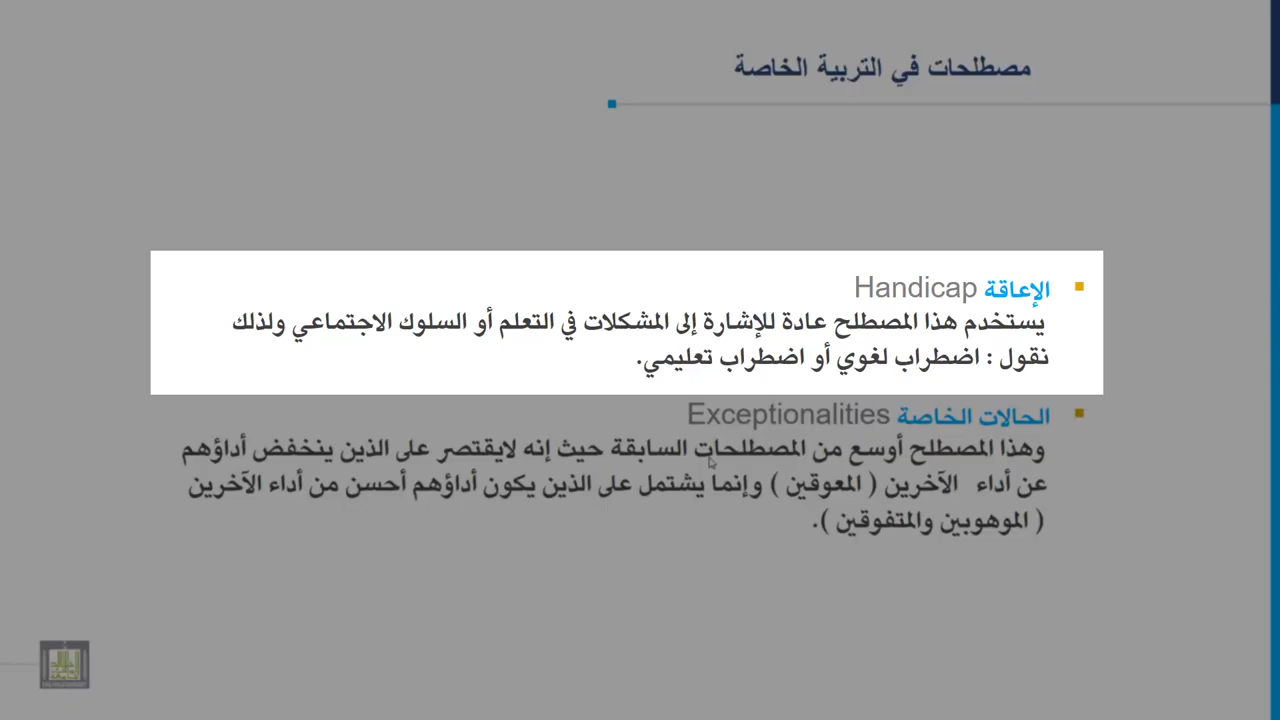 مصطلحات في التربية الخاصة
الإعاقة Handicap
يستخدم هذا المصطلح عادة للإشارة إلى المشكلات في التعلم أو السلوك الاجتماعي ولذلك
نقول : اضطراب لغوي أو اضطراب تعليمي.
الحالات الخاصة Exceptionalities
وهذا المصطلح أوسع من المصطلحات السابقة حيث إنه لايقتصر على الذين ينخفض أداؤهم
عن أداء الآخرين ( المعوقين ) وإنما يشتمل على الذين يكون أداؤهم أحسن من أداء الآخرين
( الموهوبين والمتفوقين ).